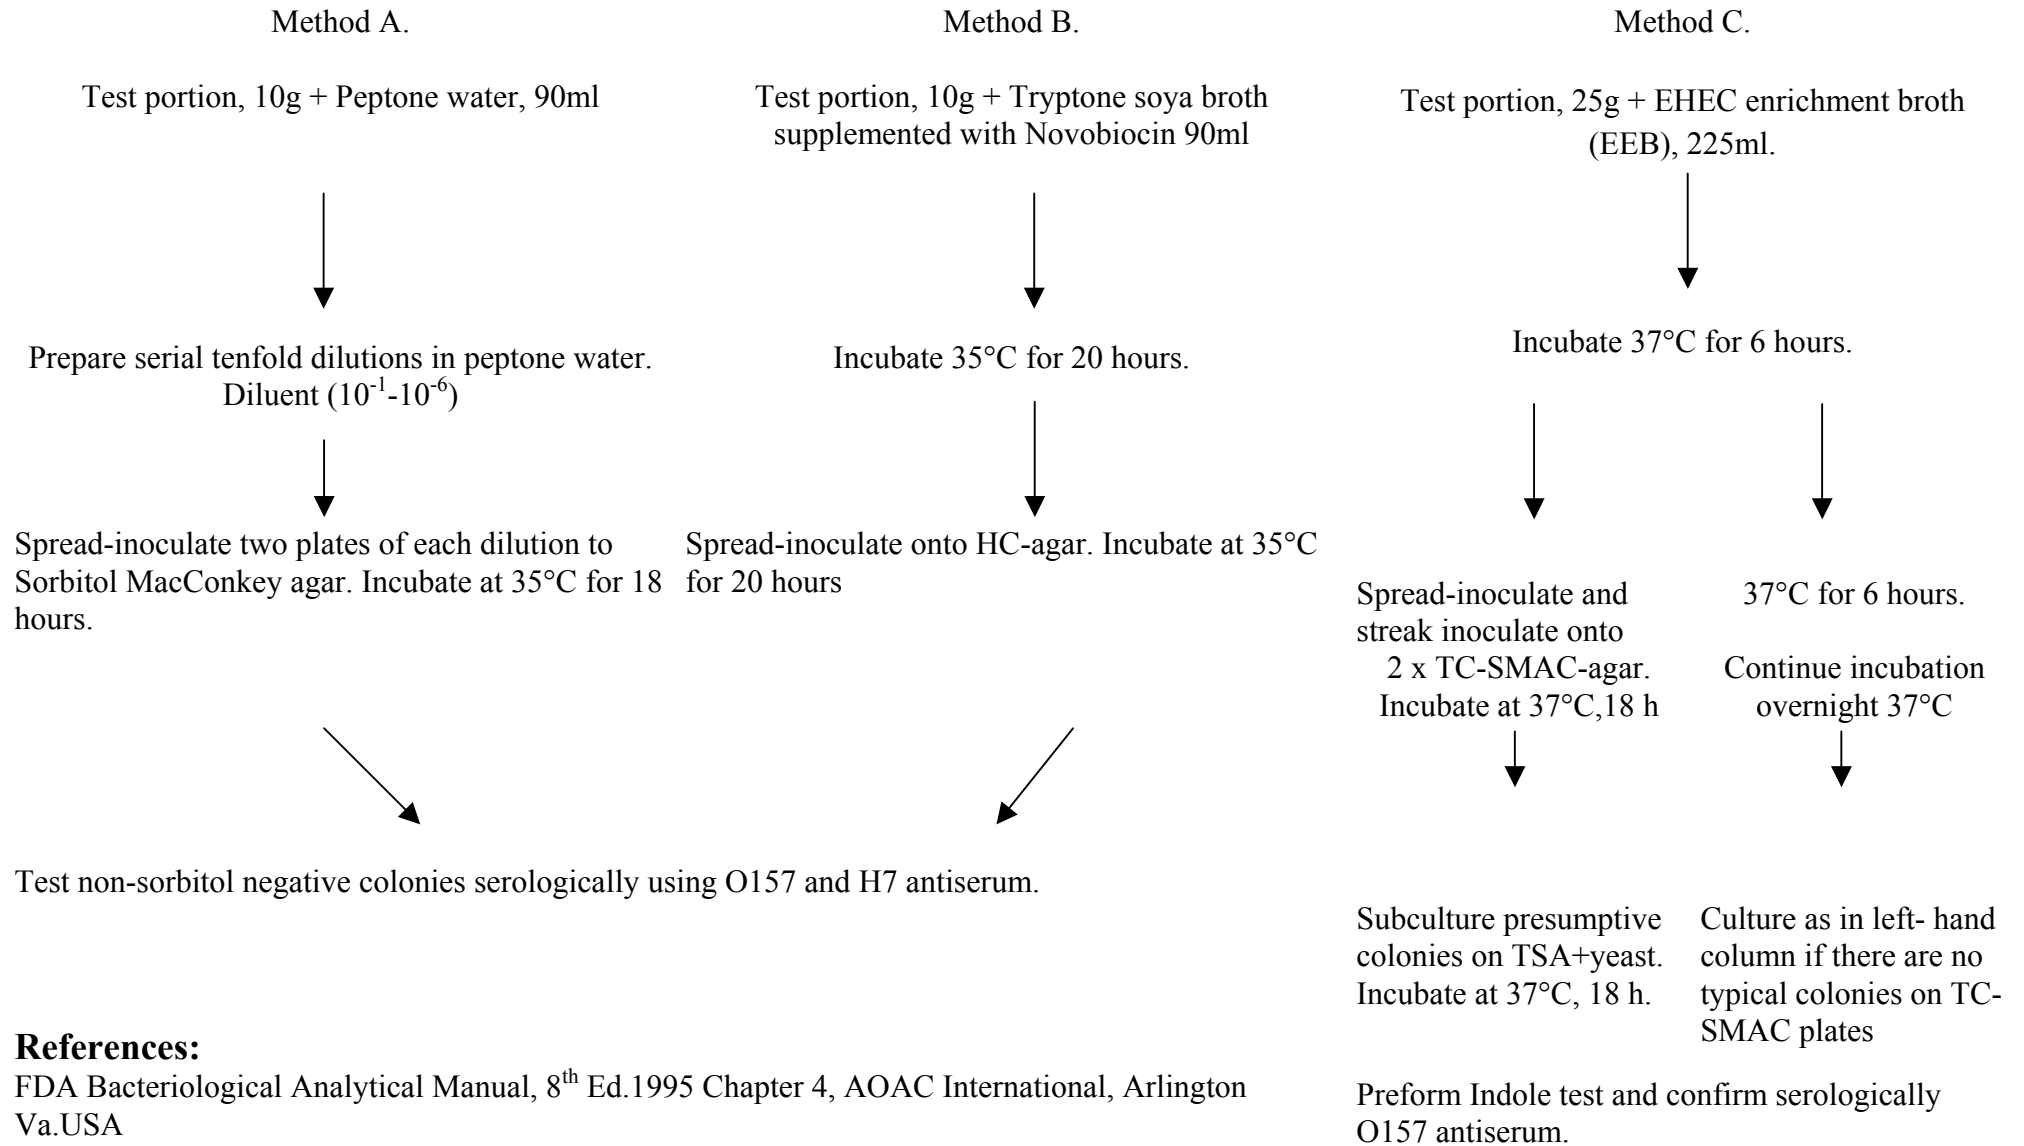 Method A.
Test portion, 10g + Peptone water, 90ml
Prepare serial tenfold dilutions in peptone water.
Diluent (10-1-10-6)
Spread-inoculate two plates of each dilution to
Sorbitol MacConkey agar. Incubate at 35°C for 18
hours.
Method B.
Test portion, 10g + Tryptone soya broth
supplemented with Novobiocin 90ml
Incubate 35°C for 20 hours.
Spread-inoculate onto HC-agar. Incubate at 35°C
for 20 hours
Test non-sorbitol negative colonies serologically using O157 and H7 antiserum.
Method C.
Test portion, 25g + EHEC enrichment broth
(EEB), 225ml.
Incubate 37°C for 6 hours.
Spread-inoculate and
streak inoculate onto
2 x TC-SMAC-agar.
Incubate at 37°C,18 h
Subculture presumptive
colonies on TSA+yeast.
Incubate at 37°C, 18 h.
37°C for 6 hours.
Continue incubation
overnight 37°C
Culture as in left- hand
column if there are no
typical colonies on TC-
SMAC plates
Preform Indole test and confirm serologically
O157 antiserum.
References:
FDA Bacteriological Analytical Manual, 8th Ed.1995 Chapter 4, AOAC International, Arlington
Va.USA